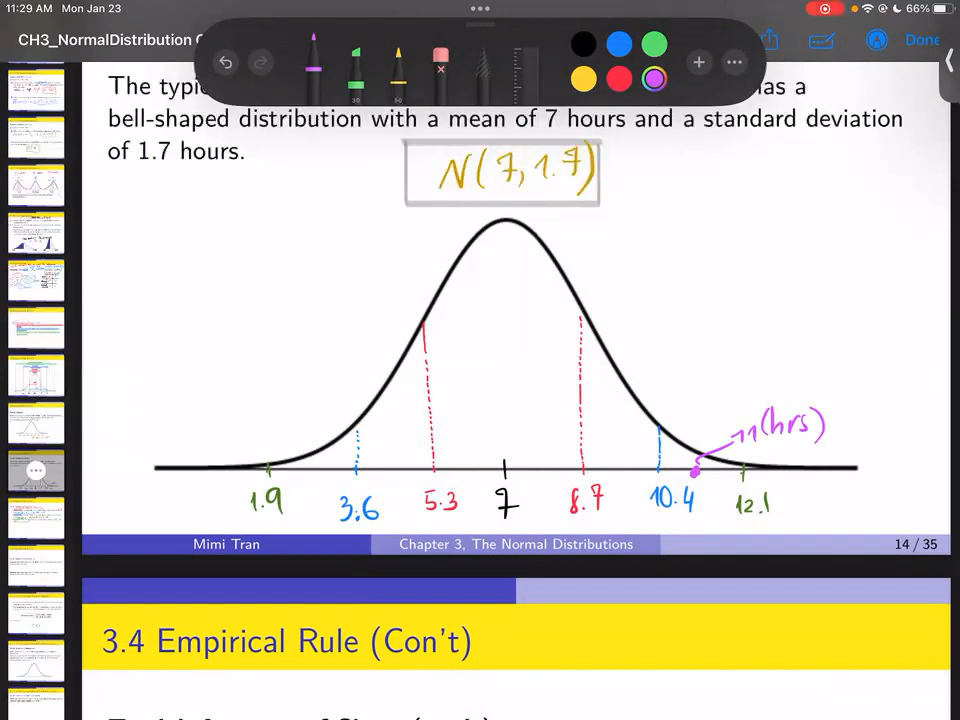 11:29 AM Mon Jan 23
66%
CH3_NormalDistribution
Done
The typic
30
50
has a
bell-shaped distribution with a mean of 7 hours and a standard deviation
of 1.7 hours.
N(7, 1.7)
11(hrs)
1.9 3.6 5.3 7 8.7 10.4 12.1
Mimi Tran Chapter 3, The Normal Distributions 14 / 35
3.4 Empirical Rule (Con't)